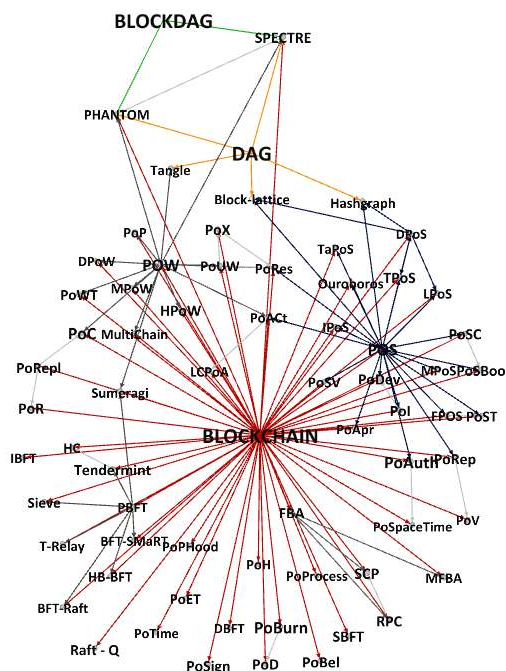 BLOCKDAG
SPECTRE
PHANTOM
DAG
Tangle
Block-lattice
Hashgraph
PoP
PoX
DPoS
TaPoS
DPoW
POW
PoUW
PoRes
TPoS
Ouroboros
MPoW
PoWT
LPoS
HPoW
PoACt
IPoS
PoC
MultiChain
PoSC
POS
PoRepl
LCPoA
MPoS
PoSBoo
PoSV
PoDev
Sumeragi
PoR
PoI
FPOS
PoST
PoApr
BLOCKCHAIN
HC
IBFT
Tendermint
PoAuth
PoRep
Sieve
PBFT
FBA
PoSpaceTime
PoV
T-Relay
BFT-SMaRT
PoPHood
PoH
HB-BFT
PoProcess
SCP
MFBA
PoET
BFT-Raft
RPC
PoTime
DBFT
PoBurn
SBFT
Raft - Q
PoSign
PoD
PoBel